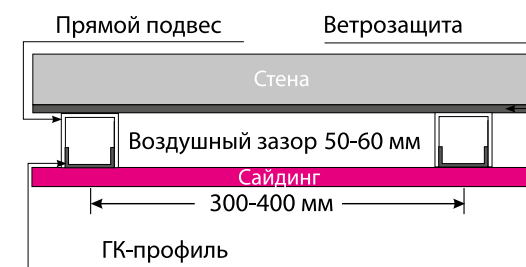 Прямой подвес
Ветрозащита
Стена
Воздушный зазор 50-60 мм
Сайдинг
300-400 мм
ГК-профиль